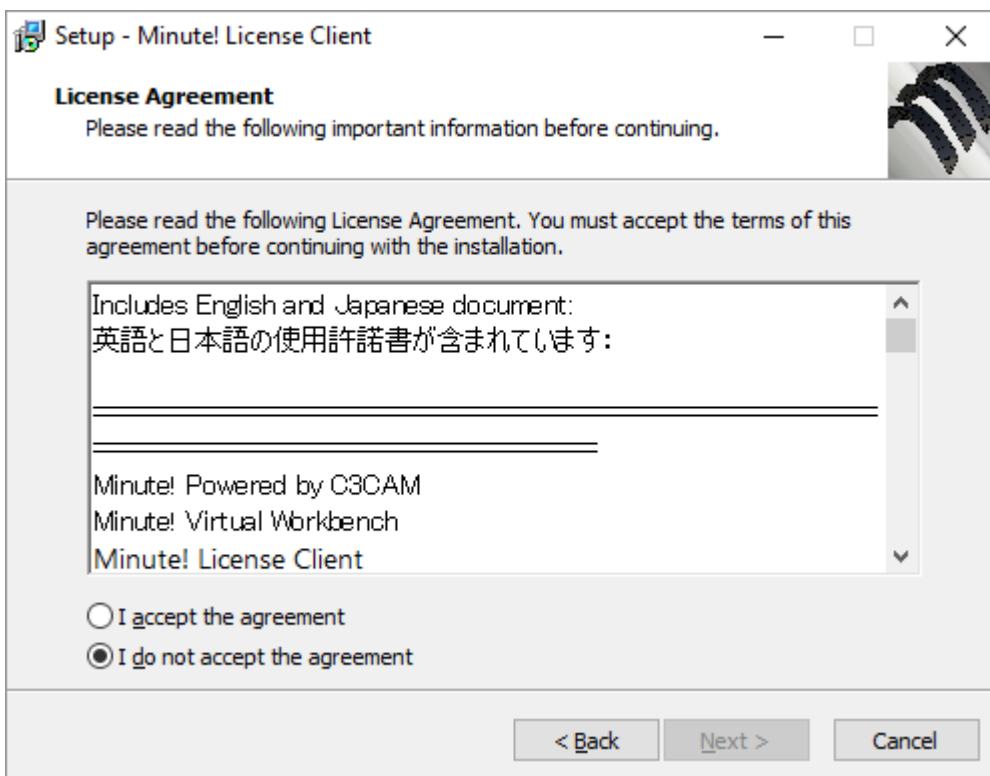 Setup - Minute! License Client
License Agreement
Please read the following important information before continuing.
Please read the following License Agreement. You must accept the terms of this
agreement before continuing with the installation.
Includes English and Japanese document:
英語と日本語の使用許諾書が含まれています:
Minute! Powered by C3CAM
Minute! Virtual Workbench
Minute! License Client
I accept the agreement
I do not accept the agreement
< Back Next > Cancel